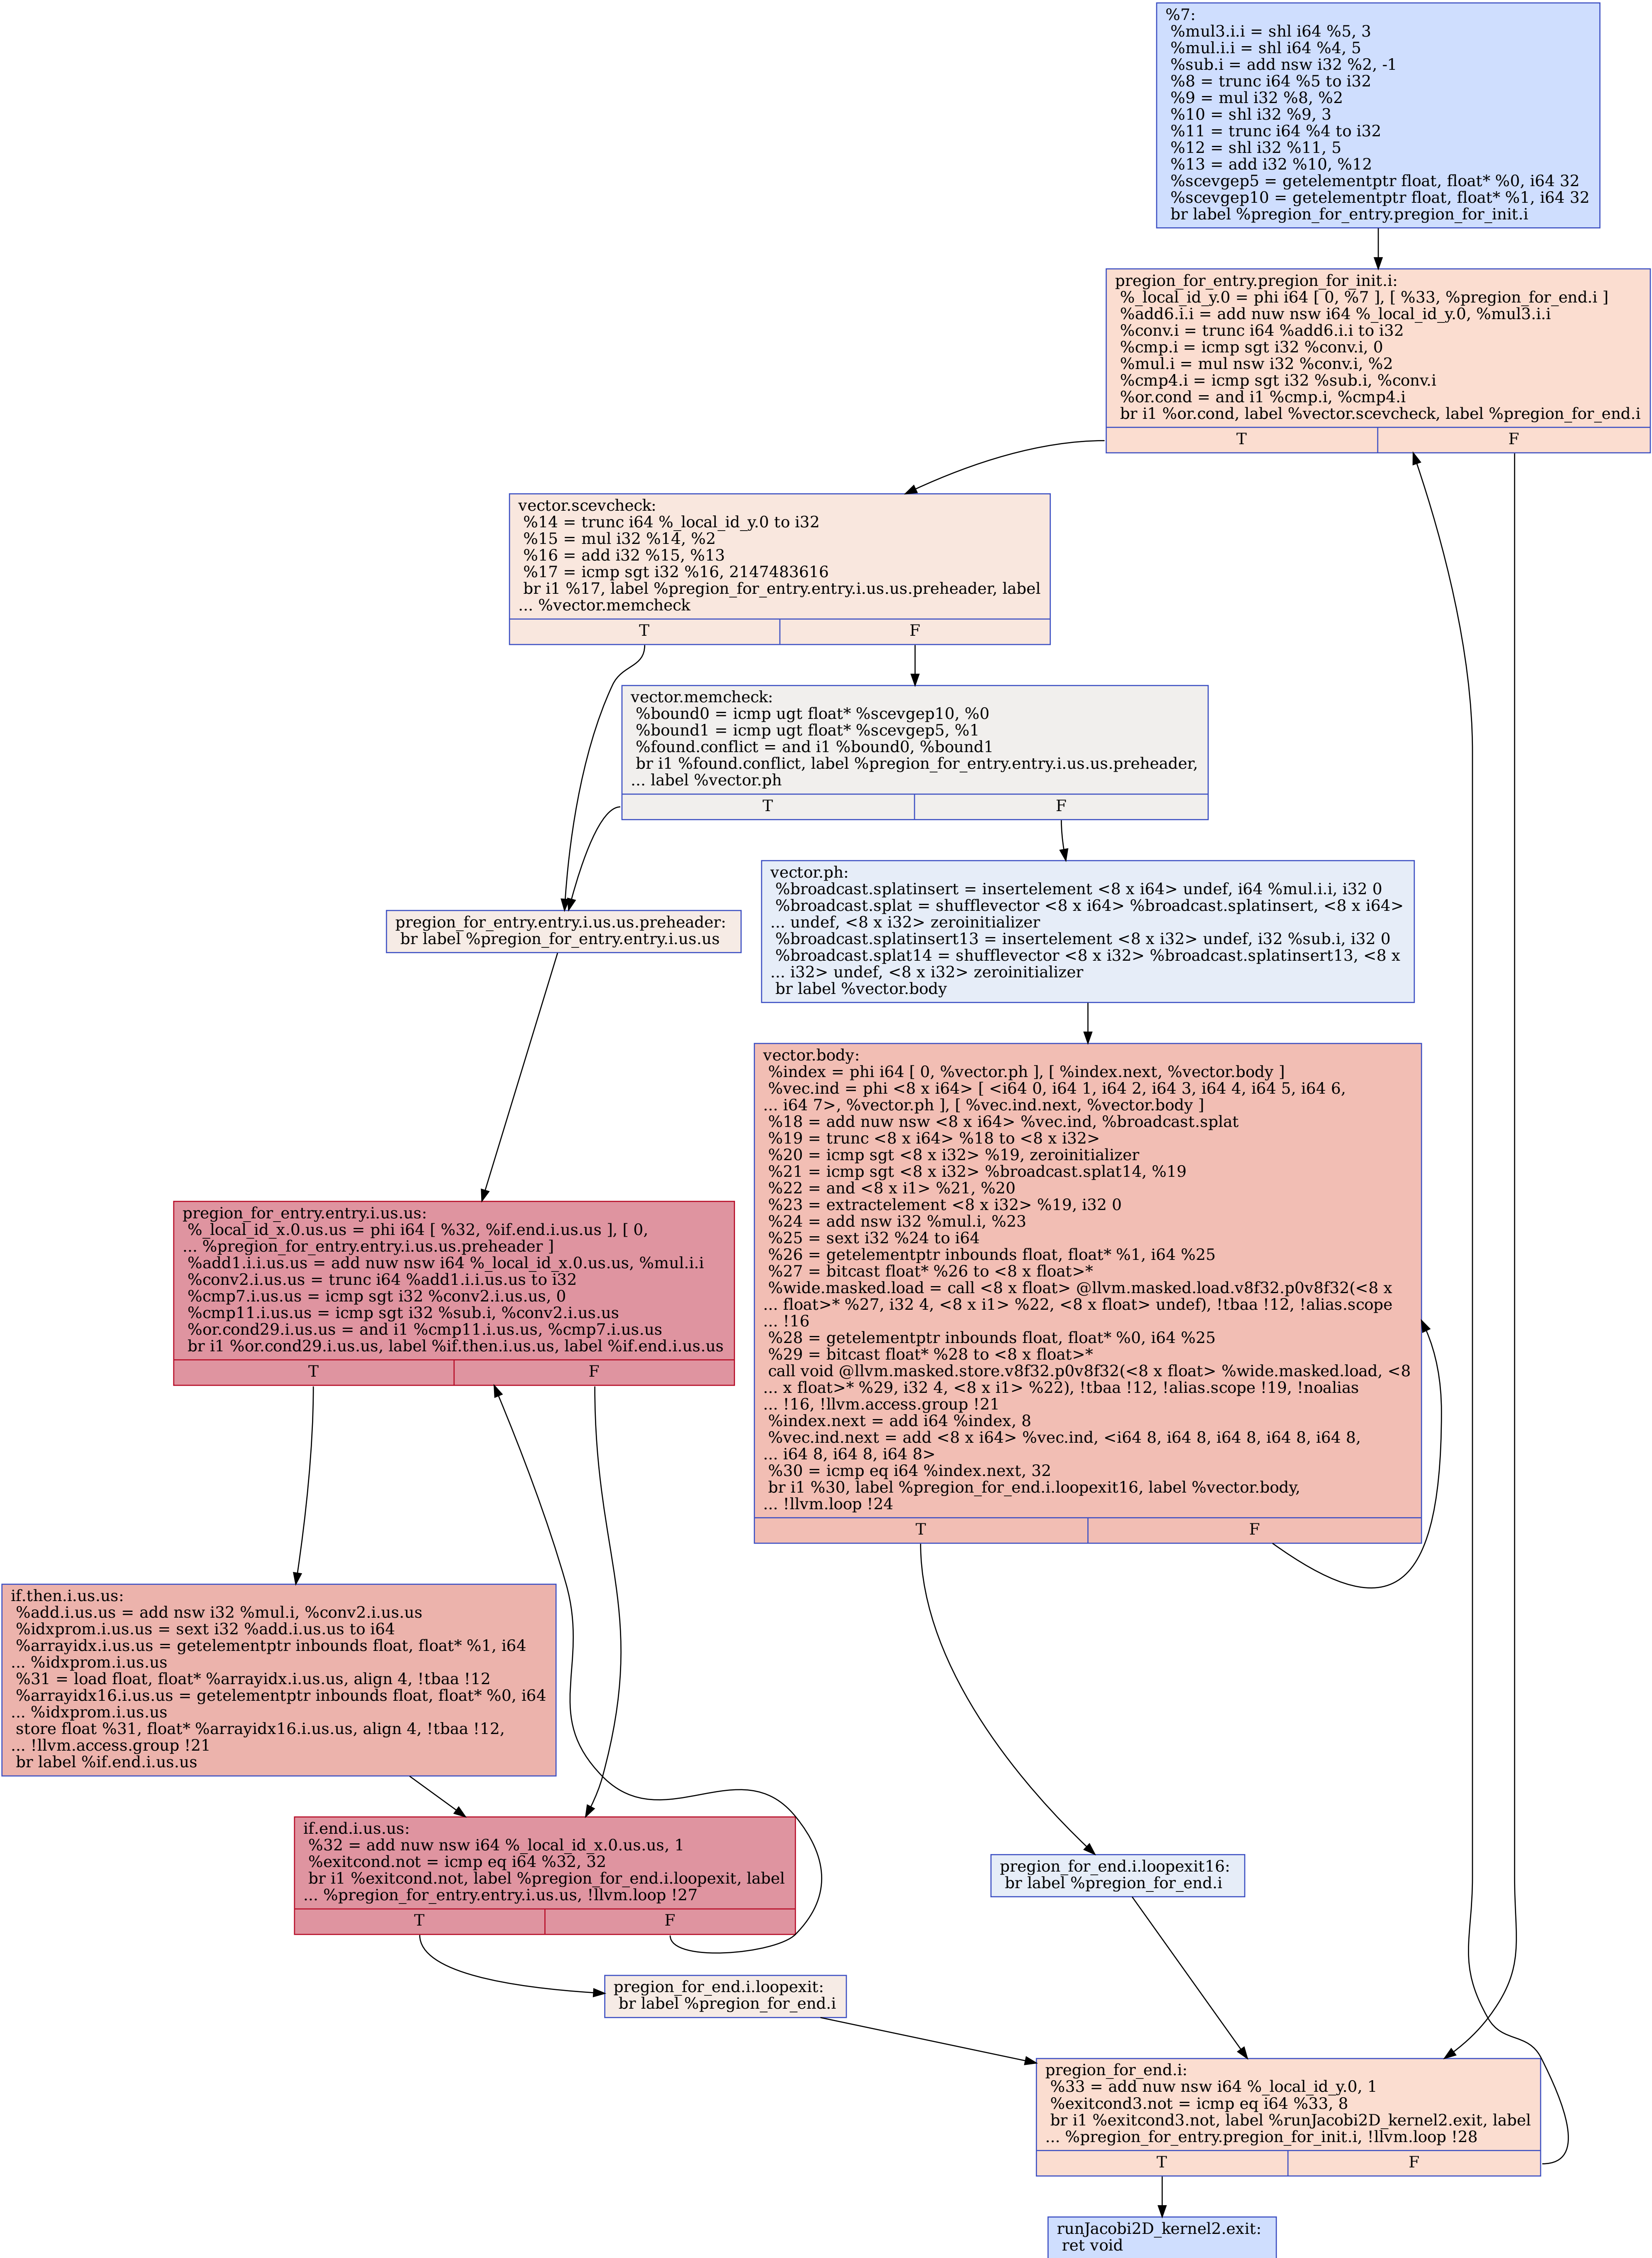 %7:
%mul3.i.i = shl i64 %5, 3
%mul.i.i = shl i64 %4, 5
%sub.i = add nsw i32 %2, -1
%8 = trunc i64 %5 to i32
%9 = mul i32 %8, %2
%10 = shl i32 %9, 3
%11 = trunc i64 %4 to i32
%12 = shl i32 %11, 5
%13 = add i32 %10, %12
%scevgep5 = getelementptr float, float* %0, i64 32
%scevgep10 = getelementptr float, float* %1, i64 32
br label %pregion_for_entry.pregion_for_init.i
pregion_for_entry.pregion_for_init.i:
%_local_id_y.0 = phi i64 [ 0, %7 ], [ %33, %pregion_for_end.i ]
%add6.i.i = add nuw nsw i64 %_local_id_y.0, %mul3.i.i
%conv.i = trunc i64 %add6.i.i to i32
%cmp.i = icmp sgt i32 %conv.i, 0
%mul.i = mul nsw i32 %conv.i, %2
%cmp4.i = icmp sgt i32 %sub.i, %conv.i
%or.cond = and i1 %cmp.i, %cmp4.i
br i1 %or.cond, label %vector.scevcheck, label %pregion_for_end.i
T
F
vector.scevcheck:
%14 = trunc i64 %_local_id_y.0 to i32
%15 = mul i32 %14, %2
%16 = add i32 %15, %13
%17 = icmp sgt i32 %16, 2147483616
br i1 %17, label %pregion_for_entry.entry.i.us.us.preheader, label
... %vector.memcheck
T
F
vector.memcheck:
%bound0 = icmp ugt float* %scevgep10, %0
%bound1 = icmp ugt float* %scevgep5, %1
%found.conflict = and i1 %bound0, %bound1
br i1 %found.conflict, label %pregion_for_entry.entry.i.us.us.preheader,
... label %vector.ph
T
F
vector.ph:
%broadcast.splatinsert = insertelement <8 x i64> undef, i64 %mul.i.i, i32 0
%broadcast.splat = shufflevector <8 x i64> %broadcast.splatinsert, <8 x i64>
... undef, <8 x i32> zeroinitializer
%broadcast.splatinsert13 = insertelement <8 x i32> undef, i32 %sub.i, i32 0
%broadcast.splat14 = shufflevector <8 x i32> %broadcast.splatinsert13, <8 x
... i32> undef, <8 x i32> zeroinitializer
br label %vector.body
pregion_for_entry.entry.i.us.us.preheader:
br label %pregion_for_entry.entry.i.us.us
vector.body:
%index = phi i64 [ 0, %vector.ph ], [ %index.next, %vector.body ]
%vec.ind = phi <8 x i64> [ <i64 0, i64 1, i64 2, i64 3, i64 4, i64 5, i64 6,
... i64 7>, %vector.ph ], [ %vec.ind.next, %vector.body ]
%18 = add nuw nsw <8 x i64> %vec.ind, %broadcast.splat
%19 = trunc <8 x i64> %18 to <8 x i32>
%20 = icmp sgt <8 x i32> %19, zeroinitializer
%21 = icmp sgt <8 x i32> %broadcast.splat14, %19
%22 = and <8 x i1> %21, %20
%23 = extractelement <8 x i32> %19, i32 0
%24 = add nsw i32 %mul.i, %23
%25 = sext i32 %24 to i64
%26 = getelementptr inbounds float, float* %1, i64 %25
%27 = bitcast float* %26 to <8 x float>*
%wide.masked.load = call <8 x float> @llvm.masked.load.v8f32.p0v8f32(<8 x
... float>* %27, i32 4, <8 x i1> %22, <8 x float> undef), !tbaa !12, !alias.scope
... !16
%28 = getelementptr inbounds float, float* %0, i64 %25
%29 = bitcast float* %28 to <8 x float>*
call void @llvm.masked.store.v8f32.p0v8f32(<8 x float> %wide.masked.load, <8
... x float>* %29, i32 4, <8 x i1> %22), !tbaa !12, !alias.scope !19, !noalias
... !16, !llvm.access.group !21
%index.next = add i64 %index, 8
%vec.ind.next = add <8 x i64> %vec.ind, <i64 8, i64 8, i64 8, i64 8, i64 8,
... i64 8, i64 8, i64 8>
%30 = icmp eq i64 %index.next, 32
br i1 %30, label %pregion_for_end.i.loopexit16, label %vector.body,
... !llvm.loop !24
T
F
pregion_for_entry.entry.i.us.us:
%_local_id_x.0.us.us = phi i64 [ %32, %if.end.i.us.us ], [ 0,
... %pregion_for_entry.entry.i.us.us.preheader ]
%add1.i.i.us.us = add nuw nsw i64 %_local_id_x.0.us.us, %mul.i.i
%conv2.i.us.us = trunc i64 %add1.i.i.us.us to i32
%cmp7.i.us.us = icmp sgt i32 %conv2.i.us.us, 0
%cmp11.i.us.us = icmp sgt i32 %sub.i, %conv2.i.us.us
%or.cond29.i.us.us = and i1 %cmp11.i.us.us, %cmp7.i.us.us
br i1 %or.cond29.i.us.us, label %if.then.i.us.us, label %if.end.i.us.us
T
F
if.then.i.us.us:
%add.i.us.us = add nsw i32 %mul.i, %conv2.i.us.us
%idxprom.i.us.us = sext i32 %add.i.us.us to i64
%arrayidx.i.us.us = getelementptr inbounds float, float* %1, i64
... %idxprom.i.us.us
%31 = load float, float* %arrayidx.i.us.us, align 4, !tbaa !12
%arrayidx16.i.us.us = getelementptr inbounds float, float* %0, i64
... %idxprom.i.us.us
store float %31, float* %arrayidx16.i.us.us, align 4, !tbaa !12,
... !llvm.access.group !21
br label %if.end.i.us.us
if.end.i.us.us:
%32 = add nuw nsw i64 %_local_id_x.0.us.us, 1
%exitcond.not = icmp eq i64 %32, 32
br i1 %exitcond.not, label %pregion_for_end.i.loopexit, label
... %pregion_for_entry.entry.i.us.us, !llvm.loop !27
T
F
pregion_for_end.i.loopexit16:
br label %pregion_for_end.i
pregion_for_end.i.loopexit:
br label %pregion_for_end.i
pregion_for_end.i:
%33 = add nuw nsw i64 %_local_id_y.0, 1
%exitcond3.not = icmp eq i64 %33, 8
br i1 %exitcond3.not, label %runJacobi2D_kernel2.exit, label
... %pregion_for_entry.pregion_for_init.i, !llvm.loop !28
T
F
runJacobi2D_kernel2.exit:
ret void